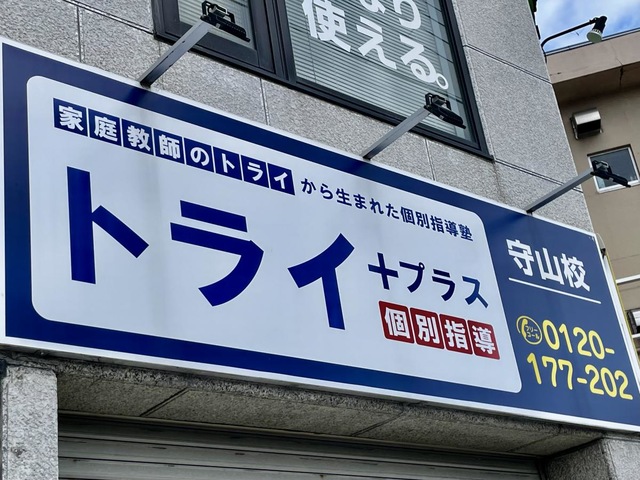 より
使える。
家庭教師のトライから生まれた個別指導塾
トライ+プラス
個別指導
守山校
フリーコール 0120-
177-202